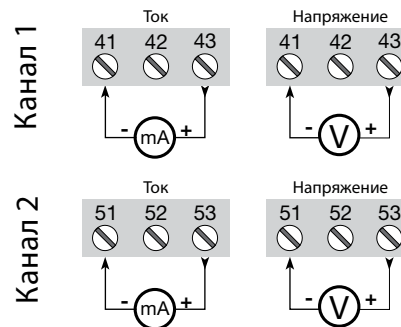 Канал 1
Ток
41 42 43
- mA +
Напряжение
41 42 43
- V +
Канал 2
Ток
51 52 53
- mA +
Напряжение
51 52 53
- V +